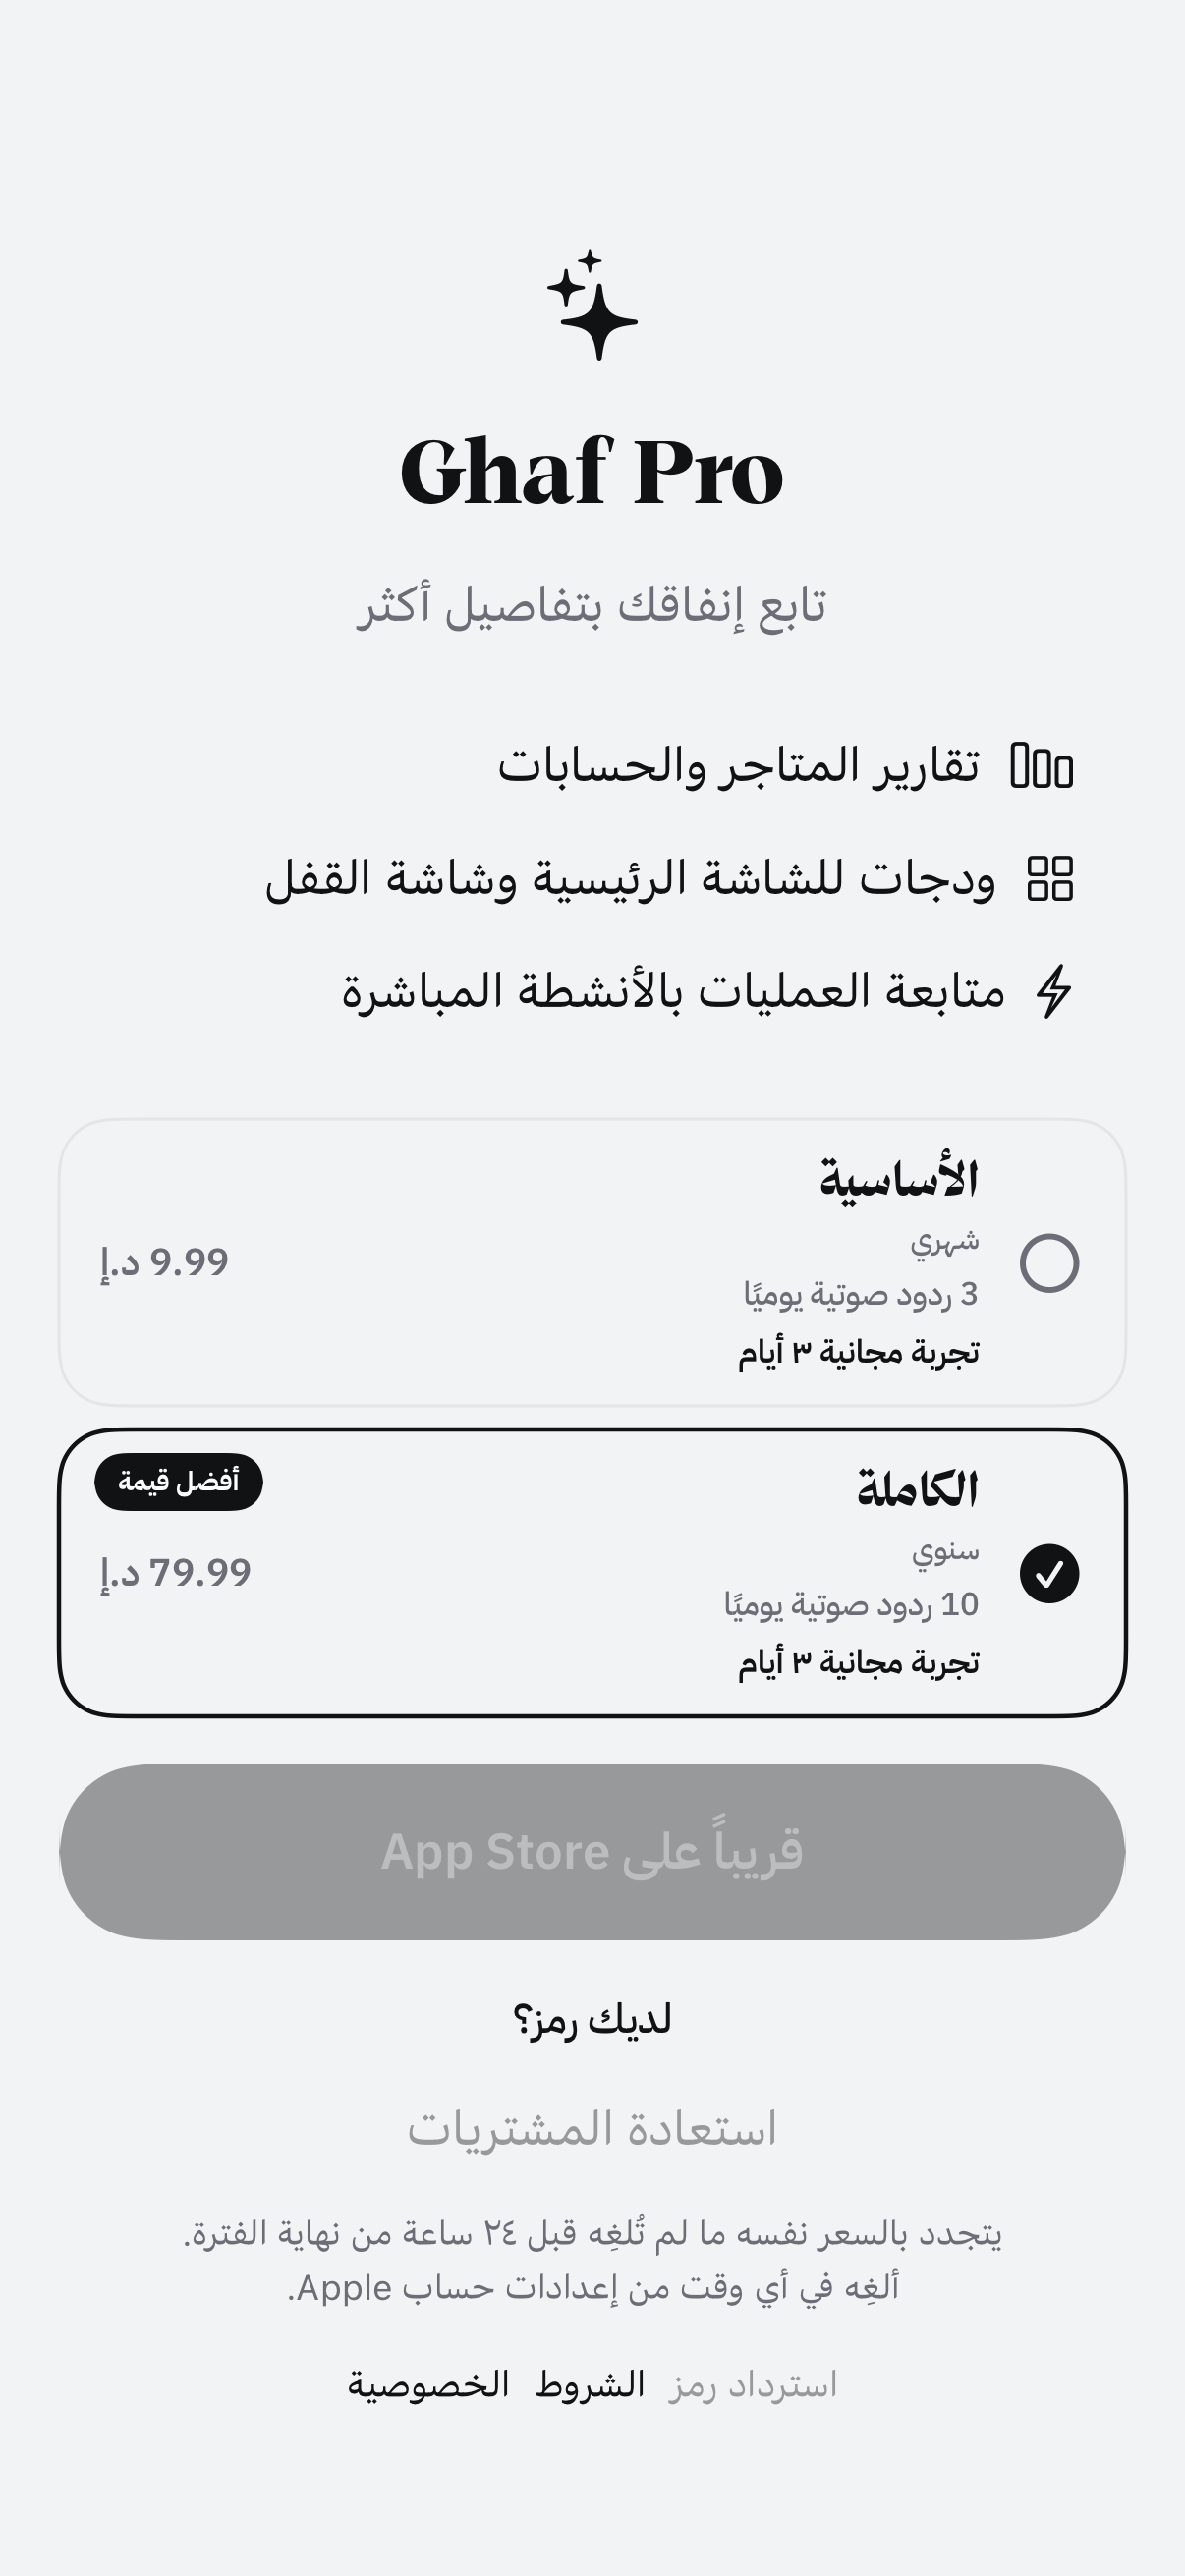 Ghaf Pro
تابع إنفاقك بتفاصيل أكثر
تقارير المتاجر والحسابات
ودجات للشاشة الرئيسية وشاشة القفل
متابعة العمليات بالأنشطة المباشرة
الأساسية
شهري
9.99 د.إ
3 ردود صوتية يوميًا
تجربة مجانية ٣ أيام
الكاملة
أفضل قيمة
سنوي
79.99 د.إ
10 ردود صوتية يوميًا
تجربة مجانية ٣ أيام
قريباً على App Store
لديك رمز؟
استعادة المشتريات
يتجدد بالسعر نفسه ما لم تُلغِه قبل ٢٤ ساعة من نهاية الفترة.
ألغِه في أي وقت من إعدادات حساب Apple.
استرداد رمز الشروط الخصوصية